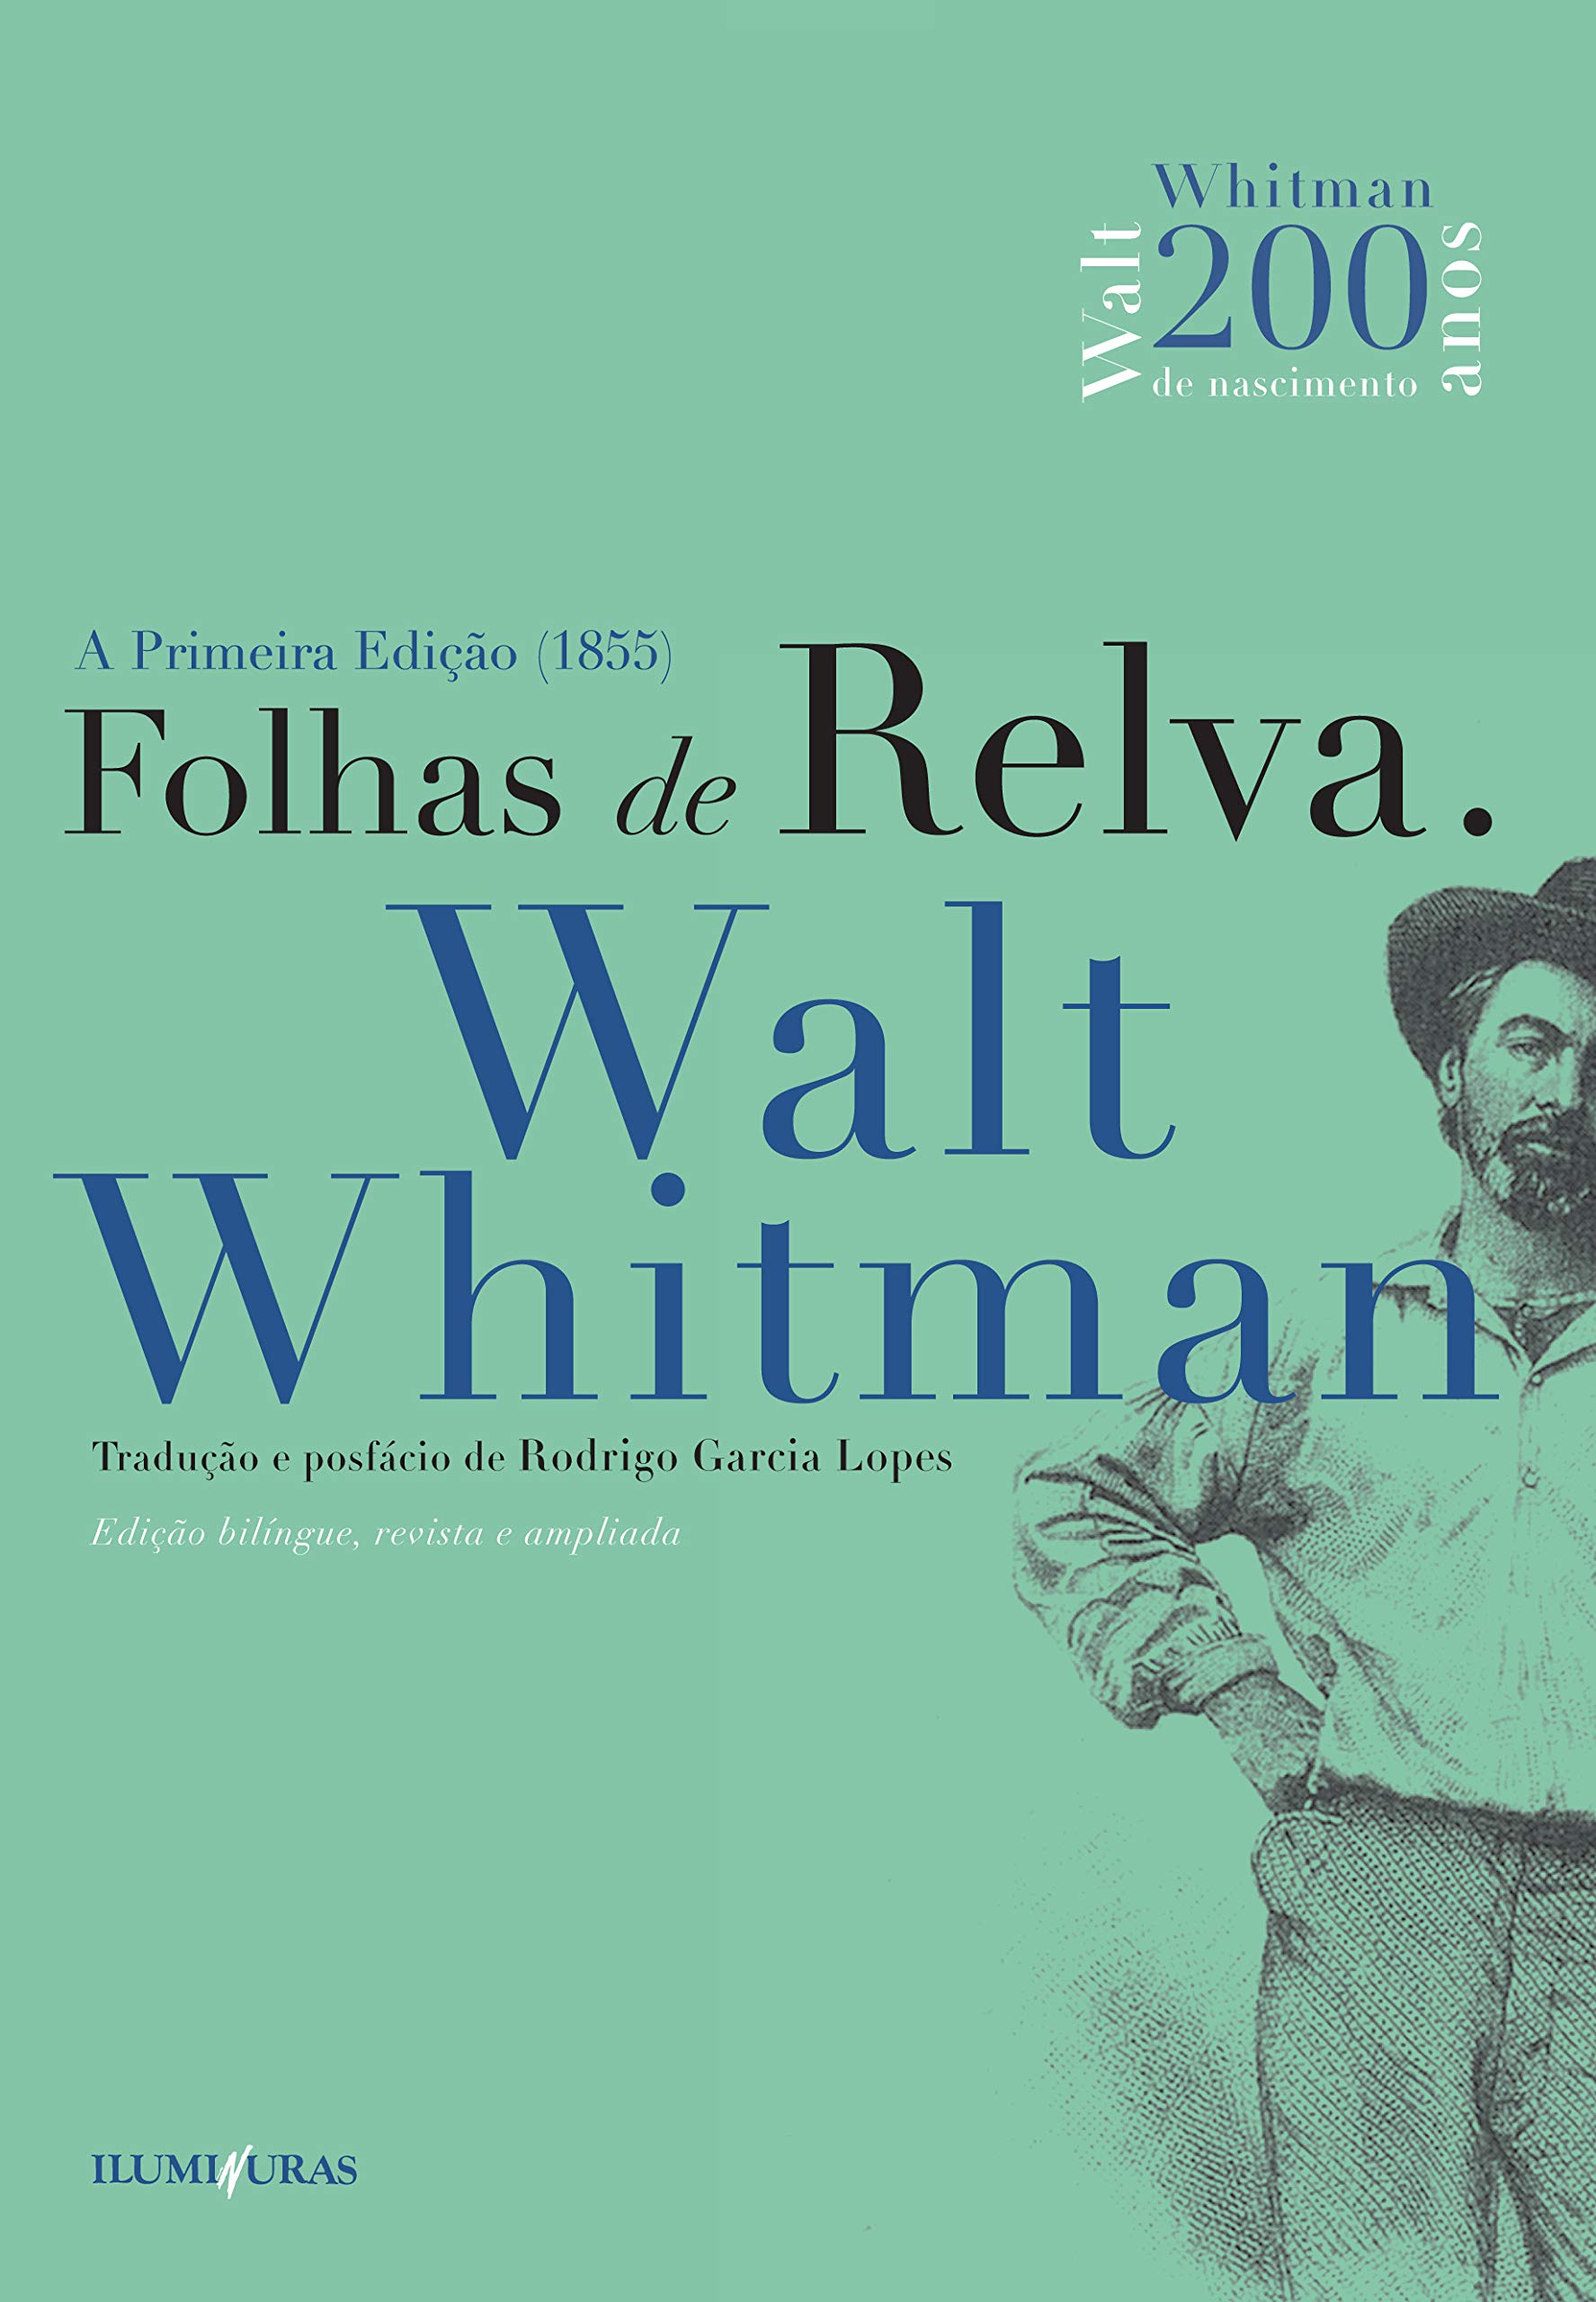 Whitman
Walt
200
anos
de nascimento
A Primeira Edição (1855)
Folhas de Relva.
Walt
Whitman
Tradução e posfácio de Rodrigo Garcia Lopes
Edição bilíngue, revista e ampliada
ILUMINURAS